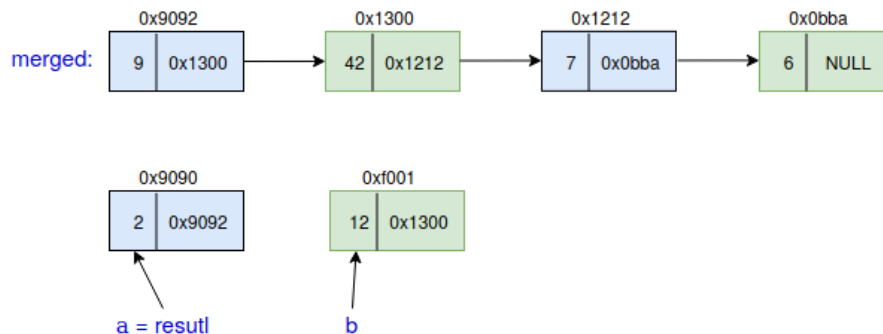 0x9092 0x1300 0x1212 0x0bba
merged: 9 0x1300 42 0x1212 7 0x0bba 6 NULL
0x9090 0xf001
2 0x9092 12 0x1300
a = resutl b